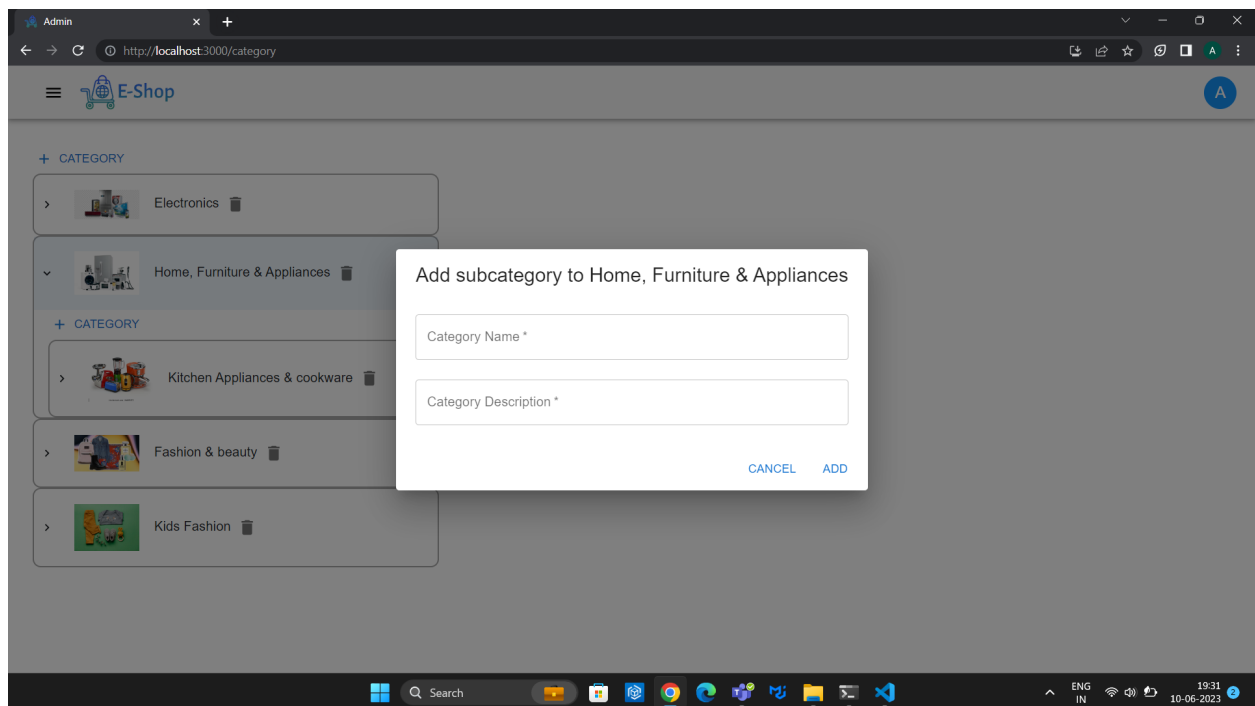 Admin
http://localhost:3000/category
A
E-Shop
A
+ CATEGORY
Electronics
Home, Furniture & Appliances
+ CATEGORY
Kitchen Appliances & cookware
Fashion & beauty
Kids Fashion
Add subcategory to Home, Furniture & Appliances
Category Name *
Category Description *
CANCEL ADD
Search
ENG
IN
19:31
10-06-2023
2